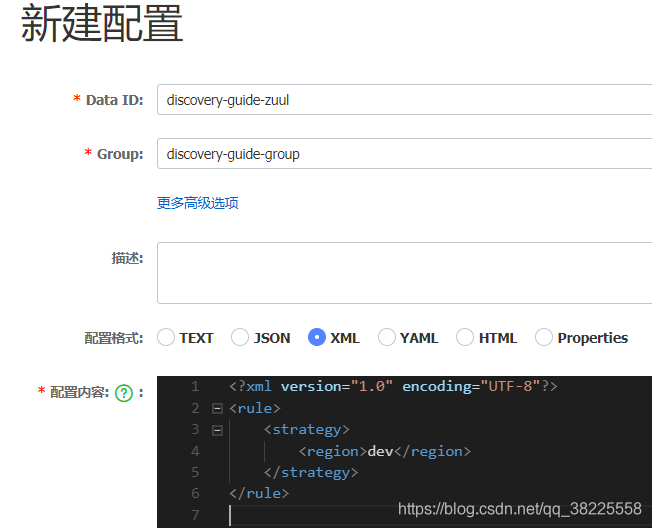 新建配置
* Data ID: discovery-guide-zuul
* Group: discovery-guide-group
更多高级选项
描述:
配置格式: TEXT JSON XML YAML HTML Properties
* 配置内容: ? :
1 <?xml version="1.0" encoding="UTF-8"?>
2 <rule>
3 <strategy>
4 <region>dev</region>
5 </strategy>
6 </rule>
7
https://blog.csdn.net/qq_38225558